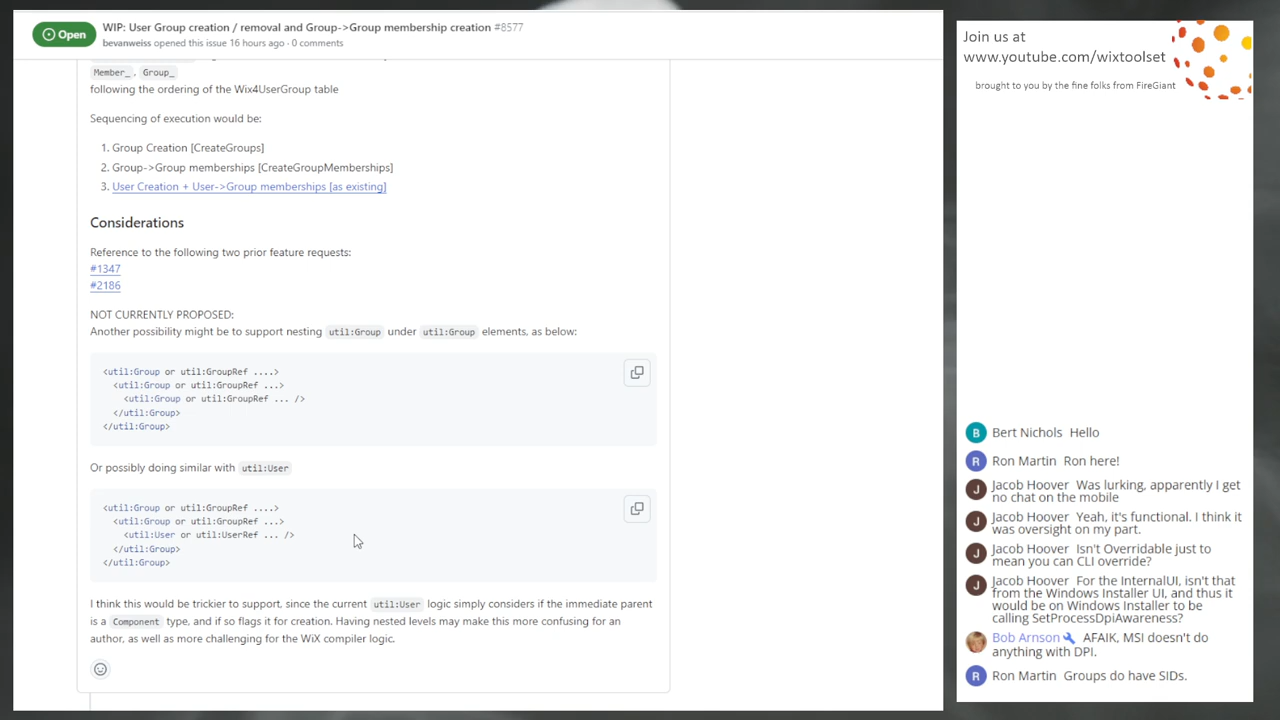 Open
WIP: User Group creation / removal and Group->Group membership creation #8577
bevanweiss opened this issue 16 hours ago · 0 comments
Member_, Group_
following the ordering of the Wix4UserGroup table
Sequencing of execution would be:
1. Group Creation [CreateGroups]
2. Group->Group memberships [CreateGroupMemberships]
3. User Creation + User->Group memberships [as existing]
Considerations
Reference to the following two prior feature requests:
#1347
#2186
NOT CURRENTLY PROPOSED:
Another possibility might be to support nesting util:Group under util:Group elements, as below:
<util:Group or util:GroupRef ....>
<util:Group or util:GroupRef ...>
<util:Group or util:GroupRef ... />
</util:Group>
</util:Group>
Or possibly doing similar with util:User
<util:Group or util:GroupRef ....>
<util:Group or util:GroupRef ...>
<util:User or util:UserRef ... />
</util:Group>
</util:Group>
I think this would be trickier to support, since the current util:User logic simply considers if the immediate parent
is a Component type, and if so flags it for creation. Having nested levels may make this more confusing for an
author, as well as more challenging for the WiX compiler logic.
Join us at
www.youtube.com/wixtoolset
brought to you by the fine folks from FireGiant
B Bert Nichols Hello
R Ron Martin Ron here!
J Jacob Hoover Was lurking, apparently I get
no chat on the mobile
J Jacob Hoover Yeah, it's functional. I think it
was oversight on my part.
J Jacob Hoover Isn't Overridable just to
mean you can CLI override?
J Jacob Hoover For the InternalUI, isn't that
from the Windows Installer UI, and thus it
would be on Windows Installer to be
calling SetProcessDpiAwareness?
Bob Arnson AFAIK, MSI doesn't do
anything with DPI.
R Ron Martin Groups do have SIDs.